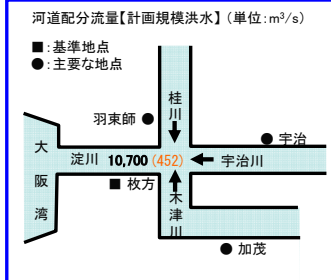 河道配分流量【計画規模洪水】(単位:m³/s)
■:基準地点
●:主要な地点
桂川
羽束師 ●
● 宇治
大阪湾
淀川 10,700 (452)
宇治川
■ 枚方
木津川
● 加茂